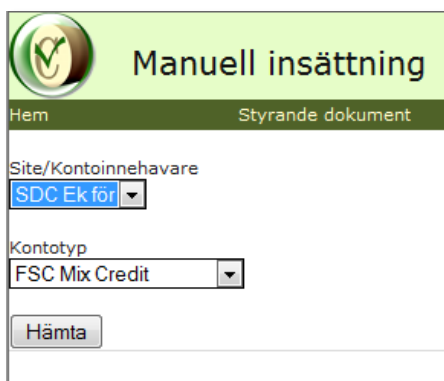 Manuell insättning
Hem Styrande dokument
Site/Kontoinnehavare
SDC Ek för
Kontotyp
FSC Mix Credit
Hämta